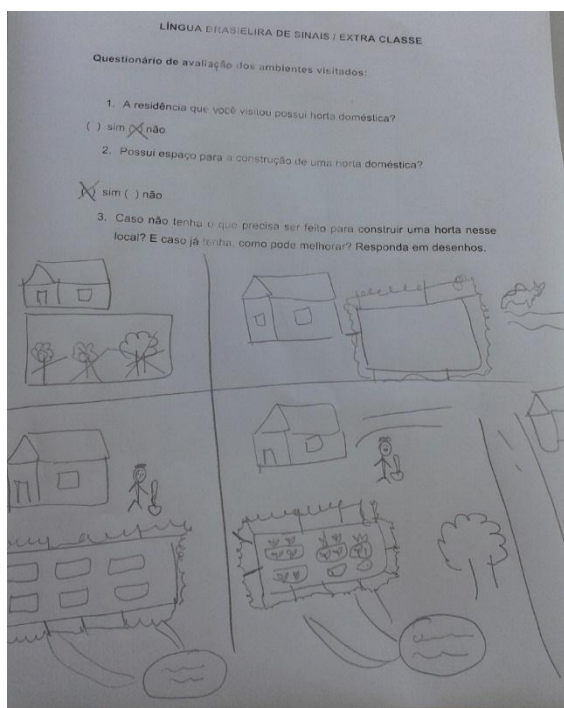 LÍNGUA BRASIELIRA DE SINAIS / EXTRA CLASSE
Questionário de avaliação dos ambientes visitados:
1. A residência que você visitou possui horta doméstica?
( ) sim (X) não
2. Possui espaço para a construção de uma horta doméstica?
(X) sim ( ) não
3. Caso não tenha o que precisa ser feito para construir uma horta nesse
local? E caso já tenha, como pode melhorar? Responda em desenhos.